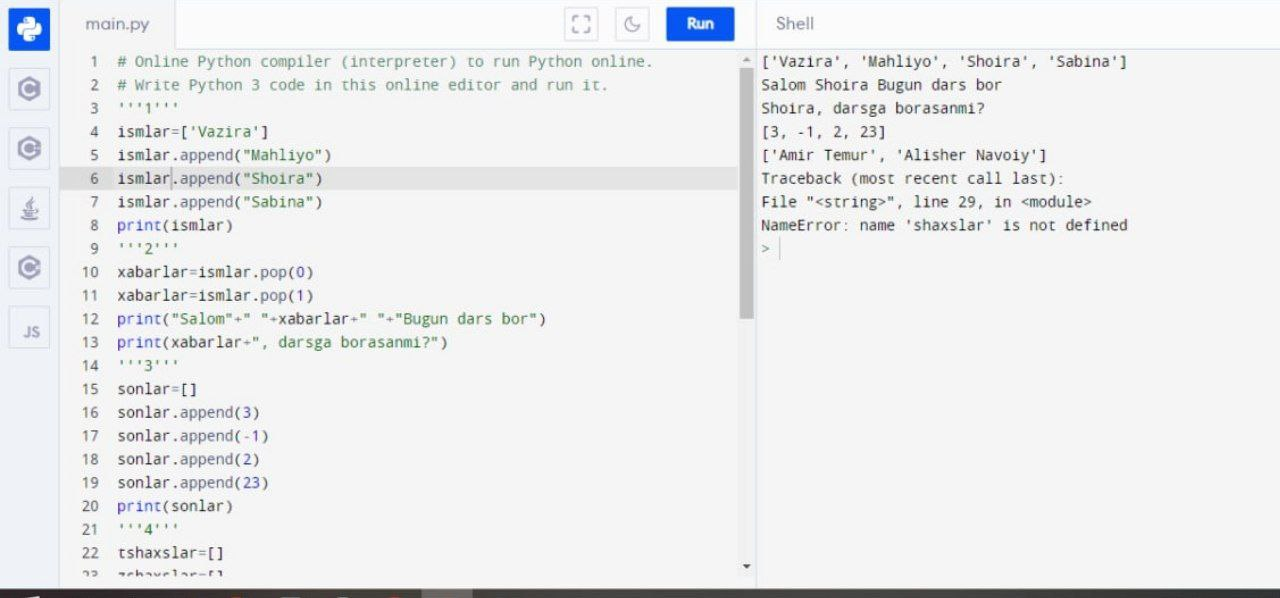 main.py
Run
Shell
1 # Online Python compiler (interpreter) to run Python online.
2 # Write Python 3 code in this online editor and run it.
3 '''1'''
4 ismlar=['Vazira']
5 ismlar.append("Mahliyo")
6 ismlar.append("Shoira")
7 ismlar.append("Sabina")
8 print(ismlar)
9 '''2'''
10 xabarlar=ismlar.pop(0)
11 xabarlar=ismlar.pop(1)
12 print("Salom"+" "+xabarlar+" "+"Bugun dars bor")
13 print(xabarlar+", darsga borasanmi?")
14 '''3'''
15 sonlar=[]
16 sonlar.append(3)
17 sonlar.append(-1)
18 sonlar.append(2)
19 sonlar.append(23)
20 print(sonlar)
21 '''4'''
22 tshaxslar=[]
23 zshaxslar=[]
['Vazira', 'Mahliyo', 'Shoira', 'Sabina']
Salom Shoira Bugun dars bor
Shoira, darsga borasanmi?
[3, -1, 2, 23]
['Amir Temur', 'Alisher Navoiy']
Traceback (most recent call last):
File "<string>", line 29, in <module>
NameError: name 'shaxslar' is not defined
>
JS